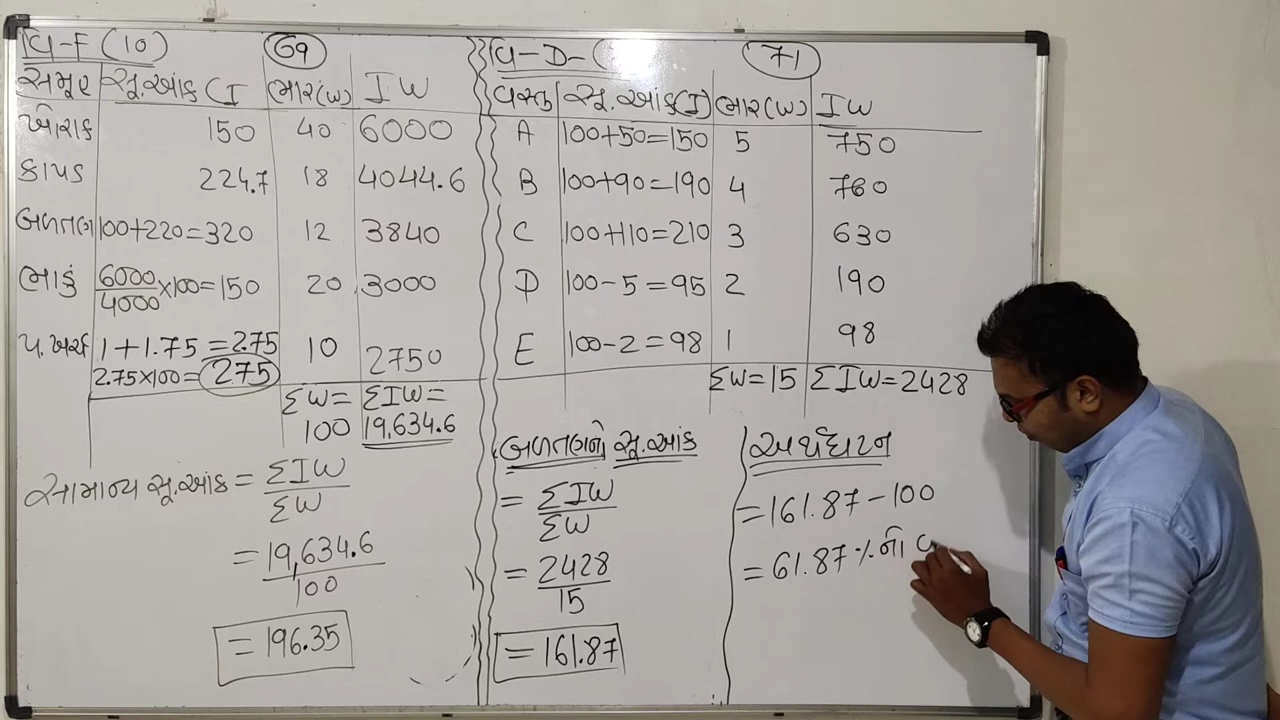 વિ-F (10) 69
સમૂહ સૂ.આંક (I ભાર(W) IW
ખોરાક 150 40 6000
કાપડ 224.7 18 4044.6
બળતણ 100+220=320 12 3840
ભાડું 6000/4000 ×100=150 20 3000
પ.ખર્ચ 1+1.75=2.75 10 2750
2.75×100=275
ΣW=100 ΣIW=19,634.6
સામાન્ય સૂ.આંક = ΣIW/ΣW
= 19,634.6/100
= 196.35
વિ-D-( 71
વસ્તુ સૂ.આંક(I) ભાર(W) IW
A 100+50=150 5 750
B 100+90=190 4 760
C 100+110=210 3 630
D 100-5=95 2 190
E 100-2=98 1 98
ΣW=15 ΣIW=2428
બળતણનો સૂ.આંક
= ΣIW/ΣW
= 2428/15
= 161.87
અર્થઘટન
= 161.87-100
= 61.87%ની વ